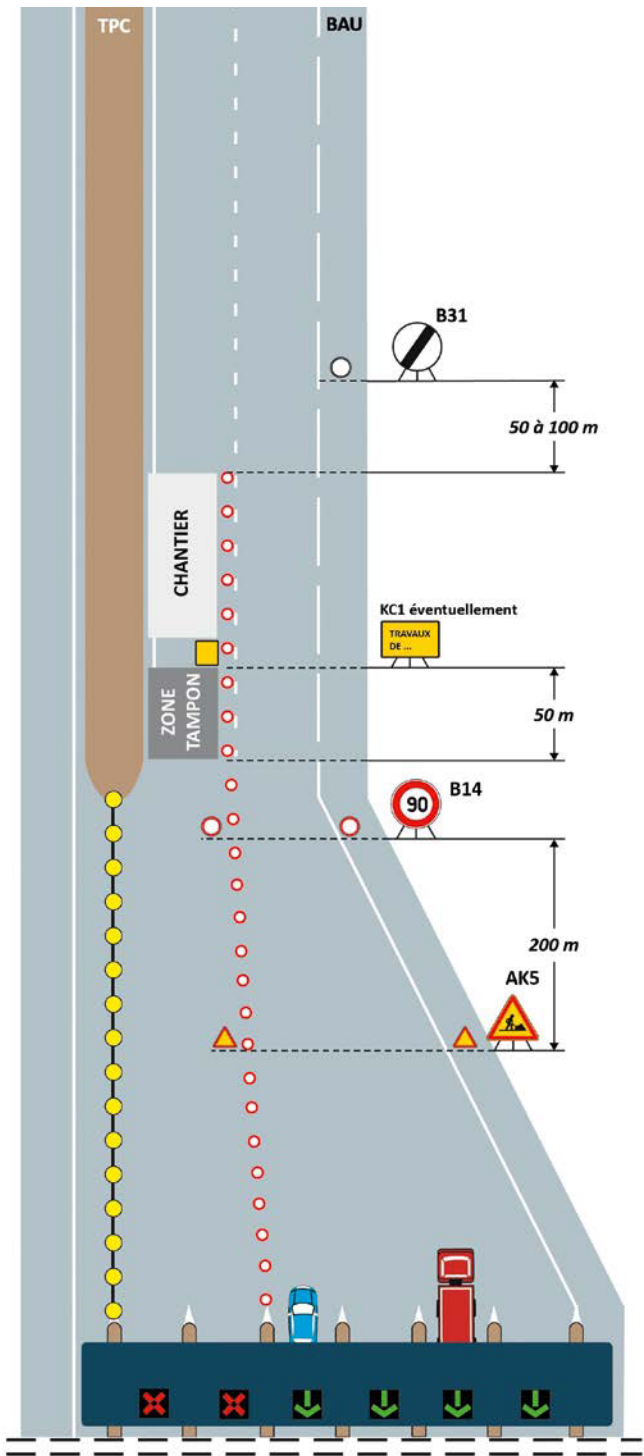 TPC
BAU
B31
50 à 100 m
CHANTIER
KC1 éventuellement
TRAVAUX
DE ...
ZONE
TAMPON
50 m
B14
90
200 m
AK5